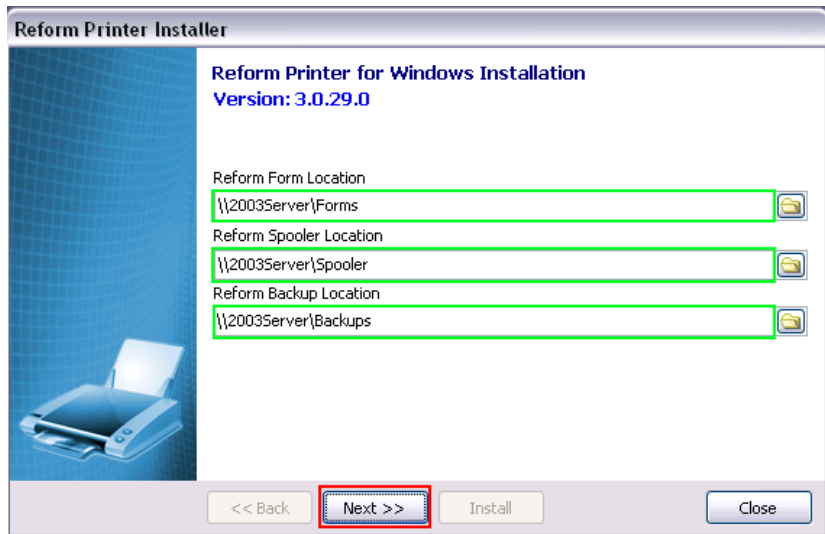 Reform Printer Installer
Reform Printer for Windows Installation
Version: 3.0.29.0
Reform Form Location
\\2003Server\Forms
Reform Spooler Location
\\2003Server\Spooler
Reform Backup Location
\\2003Server\Backups
<< Back Next >> Install Close